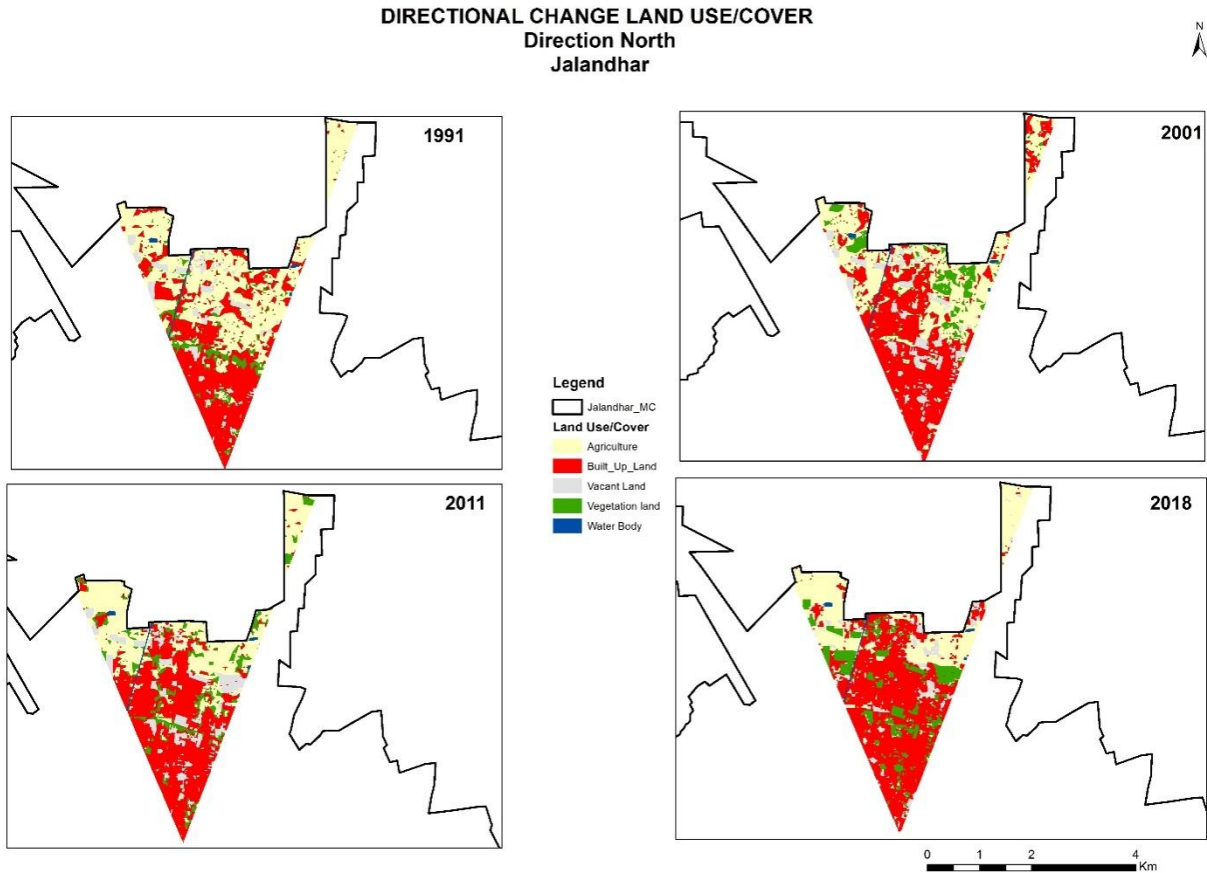 DIRECTIONAL CHANGE LAND USE/COVER
Direction North
Jalandhar
N
1991
2001
Legend
Jalandhar_MC
Land Use/Cover
Agriculture
Built_Up_Land
Vacant Land
Vegetation land
Water Body
2011
2018
0 1 2 4
Km